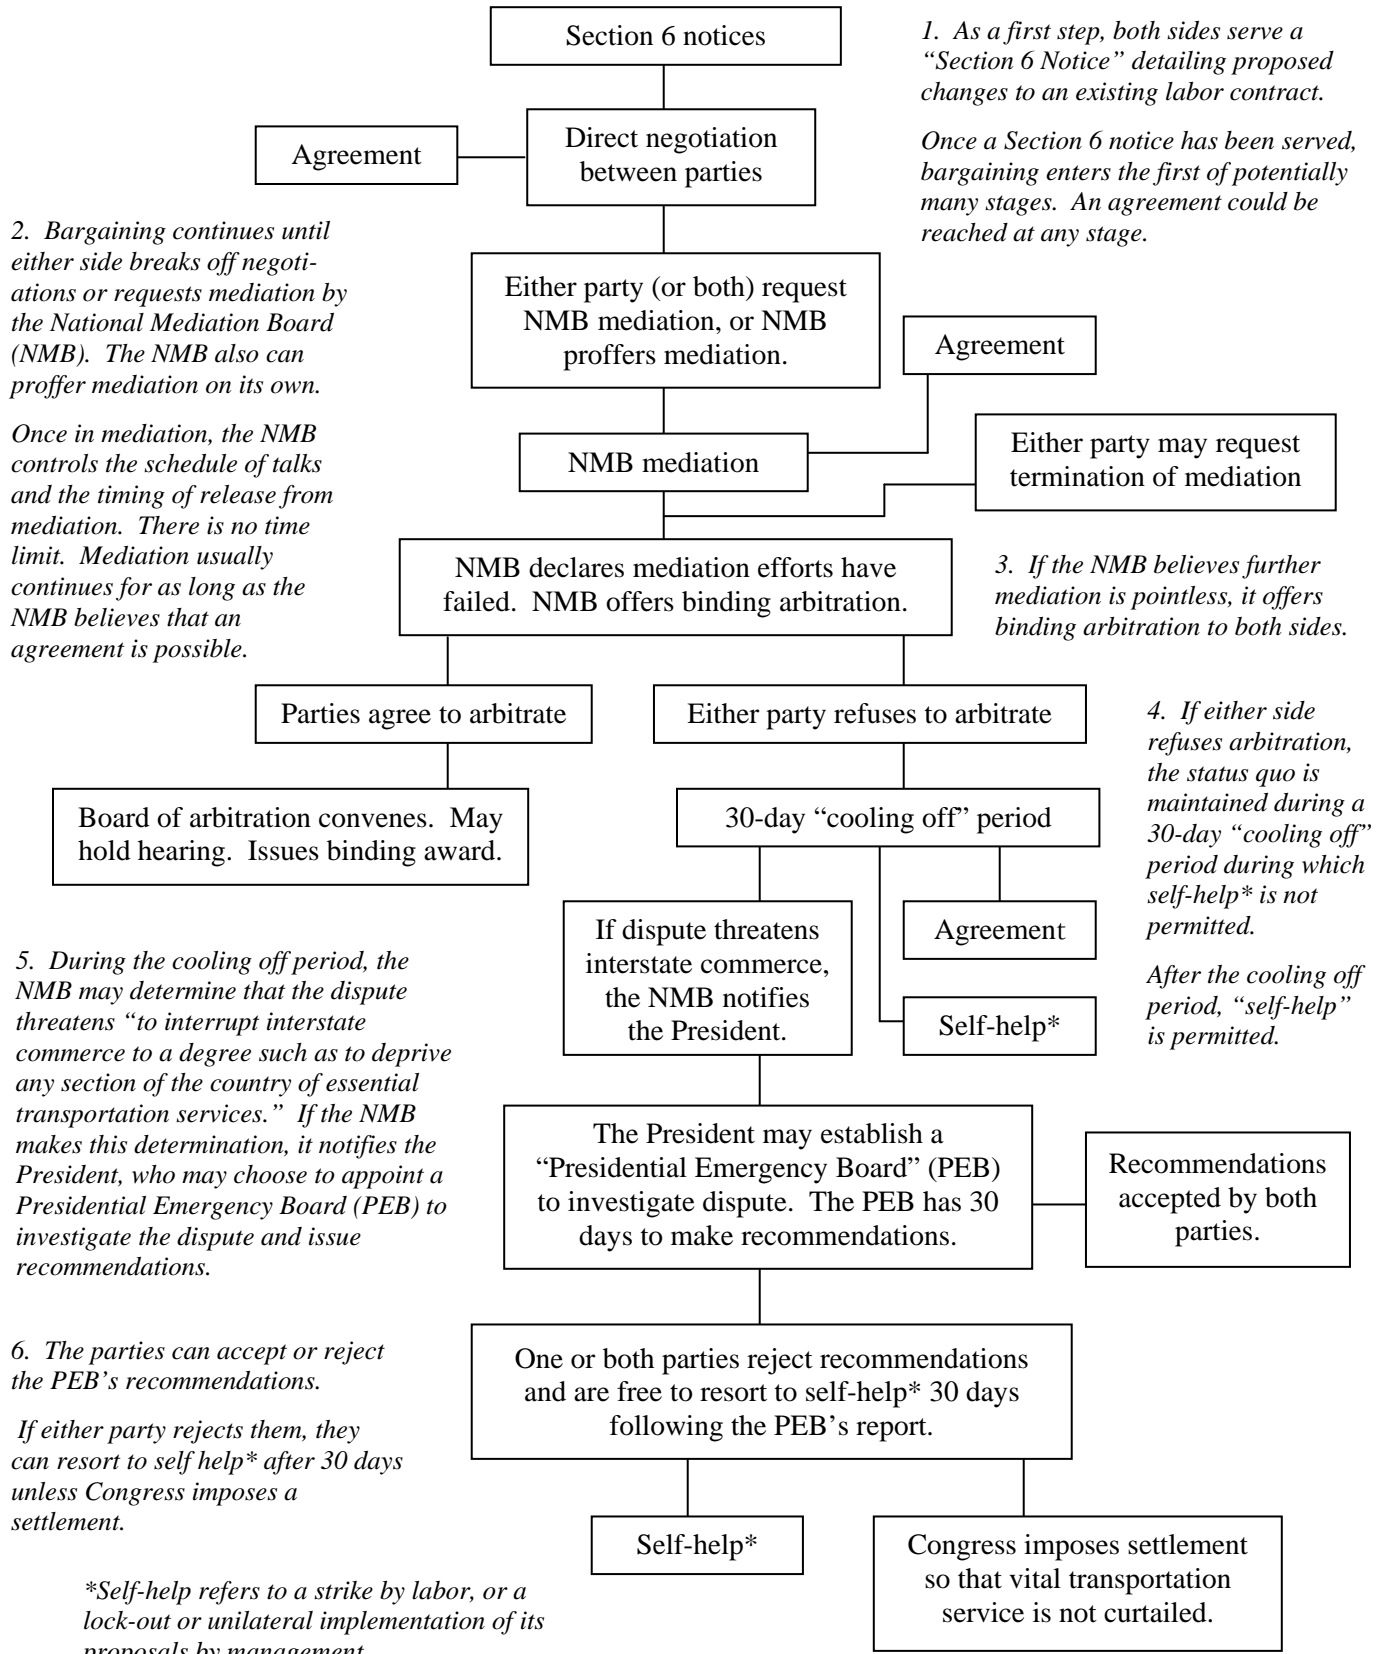 Section 6 notices
1. As a first step, both sides serve a
“Section 6 Notice” detailing proposed
changes to an existing labor contract.
Once a Section 6 notice has been served,
bargaining enters the first of potentially
many stages. An agreement could be
reached at any stage.
Agreement
Direct negotiation
between parties
2. Bargaining continues until
either side breaks off negoti-
ations or requests mediation by
the National Mediation Board
(NMB). The NMB also can
proffer mediation on its own.
Once in mediation, the NMB
controls the schedule of talks
and the timing of release from
mediation. There is no time
limit. Mediation usually
continues for as long as the
NMB believes that an
agreement is possible.
Either party (or both) request
NMB mediation, or NMB
proffers mediation.
Agreement
NMB mediation
Either party may request
termination of mediation
NMB declares mediation efforts have
failed. NMB offers binding arbitration.
3. If the NMB believes further
mediation is pointless, it offers
binding arbitration to both sides.
Parties agree to arbitrate
Either party refuses to arbitrate
4. If either side
refuses arbitration,
the status quo is
maintained during a
30-day “cooling off”
period during which
self-help* is not
permitted.
After the cooling off
period, “self-help”
is permitted.
Board of arbitration convenes. May
hold hearing. Issues binding award.
30-day “cooling off” period
If dispute threatens
interstate commerce,
the NMB notifies
the President.
Agreement
Self-help*
5. During the cooling off period, the
NMB may determine that the dispute
threatens “to interrupt interstate
commerce to a degree such as to deprive
any section of the country of essential
transportation services.” If the NMB
makes this determination, it notifies the
President, who may choose to appoint a
Presidential Emergency Board (PEB) to
investigate the dispute and issue
recommendations.
The President may establish a
“Presidential Emergency Board” (PEB)
to investigate dispute. The PEB has 30
days to make recommendations.
Recommendations
accepted by both
parties.
6. The parties can accept or reject
the PEB’s recommendations.
If either party rejects them, they
can resort to self help* after 30 days
unless Congress imposes a
settlement.
One or both parties reject recommendations
and are free to resort to self-help* 30 days
following the PEB’s report.
Self-help*
Congress imposes settlement
so that vital transportation
service is not curtailed.
*Self-help refers to a strike by labor, or a
lock-out or unilateral implementation of its
proposals by management